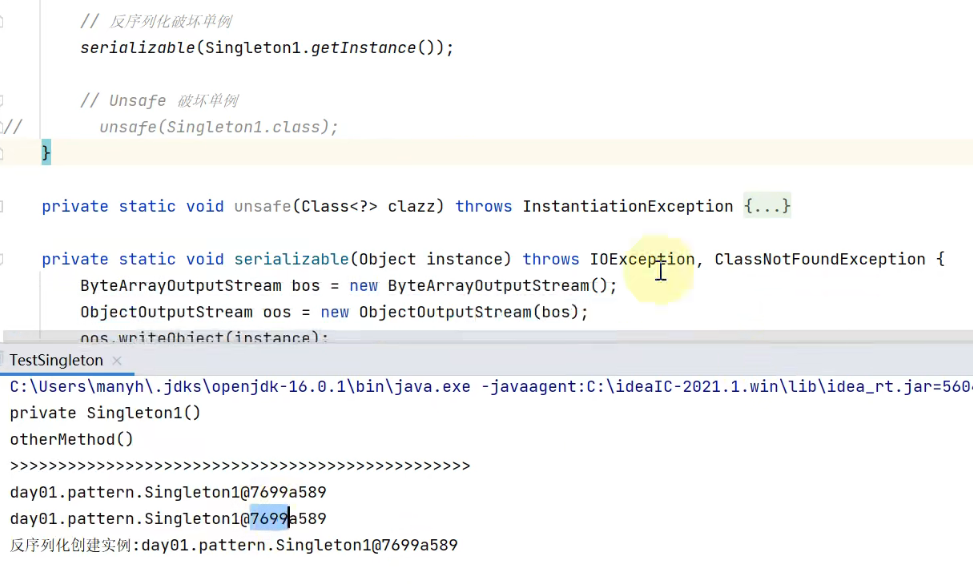 // 反序列化破坏单例
serializable(Singleton1.getInstance());
// Unsafe 破坏单例
// unsafe(Singleton1.class);
}
private static void unsafe(Class<?> clazz) throws InstantiationException {...}
private static void serializable(Object instance) throws IOException, ClassNotFoundException {
ByteArrayOutputStream bos = new ByteArrayOutputStream();
ObjectOutputStream oos = new ObjectOutputStream(bos);
oos.writeObject(instance);
TestSingleton ×
C:\Users\manyh\.jdks\openjdk-16.0.1\bin\java.exe -javaagent:C:\ideaIC-2021.1.win\lib\idea_rt.jar=560
private Singleton1()
otherMethod()
>>>>>>>>>>>>>>>>>>>>>>>>>>>>>>>>>>>>>>>>>>>>>>>>
day01.pattern.Singleton1@7699a589
day01.pattern.Singleton1@7699a589
反序列化创建实例:day01.pattern.Singleton1@7699a589